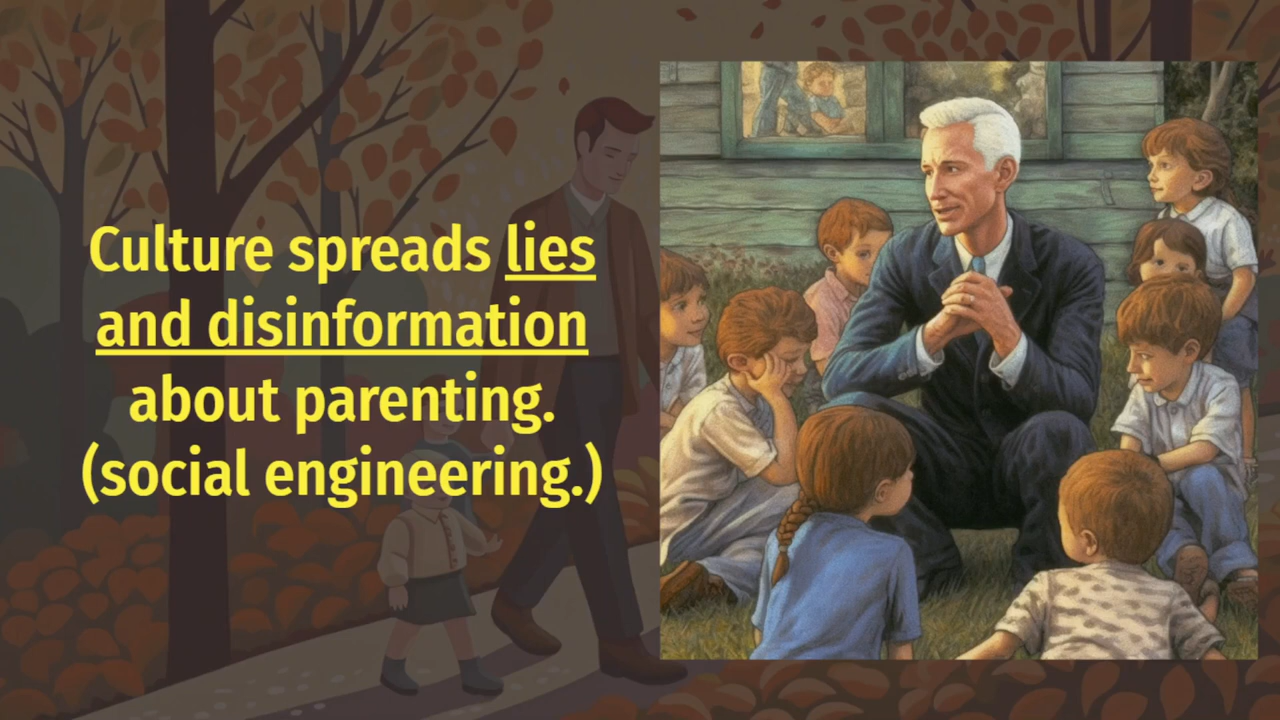 Culture spreads lies
and disinformation
about parenting.
(social engineering.)